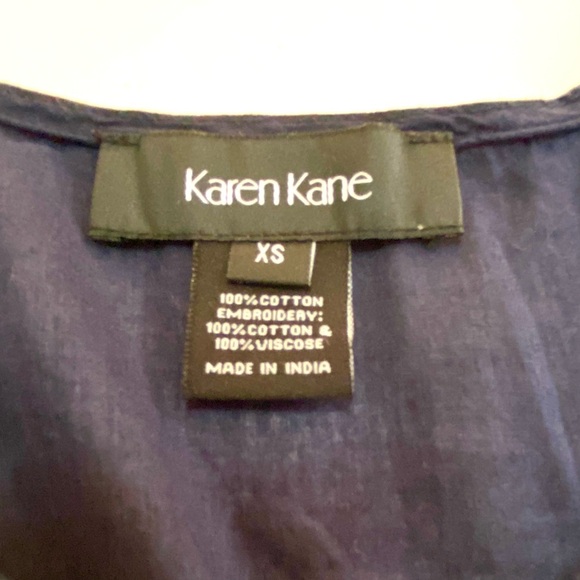 Karen Kane
XS
100% COTTON
EMBROIDERY:
100% COTTON &
100% VISCOSE
MADE IN INDIA